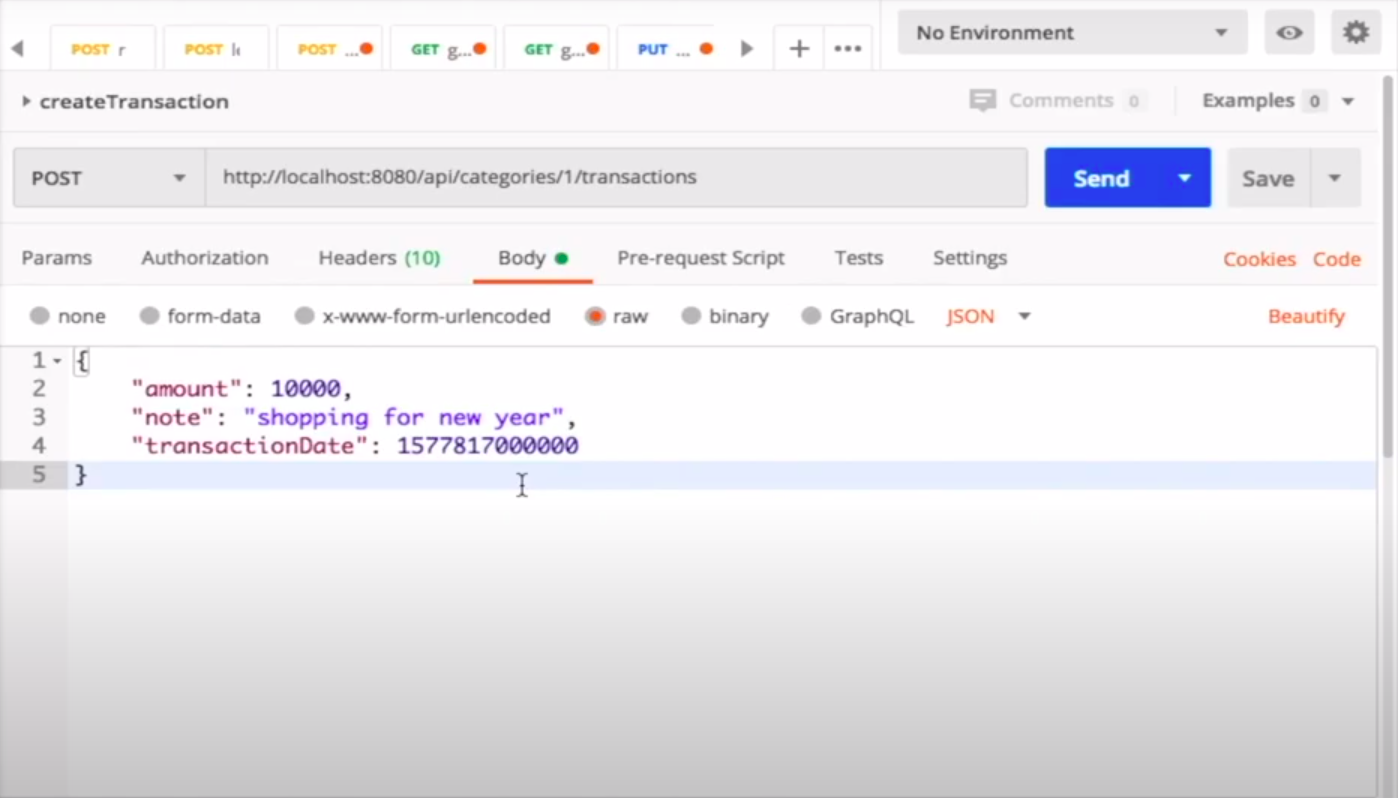 POST r POST POST ... GET g... GET g... PUT ... + ••• No Environment
createTransaction Comments 0 Examples 0
POST http://localhost:8080/api/categories/1/transactions Send Save
Params Authorization Headers (10) Body Pre-request Script Tests Settings Cookies Code
none form-data x-www-form-urlencoded raw binary GraphQL JSON Beautify
1 {
2 "amount": 10000,
3 "note": "shopping for new year",
4 "transactionDate": 1577817000000
5 }